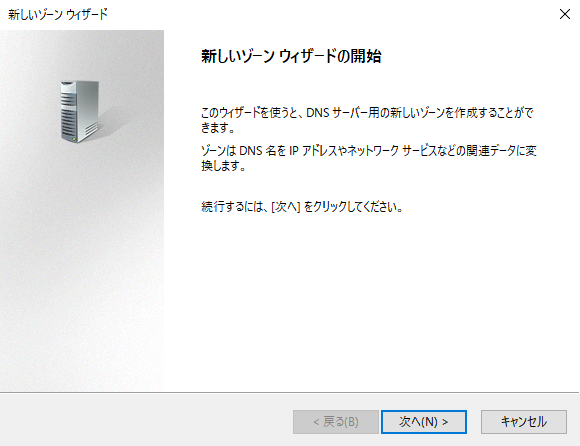 新しいゾーン ウィザード
新しいゾーン ウィザードの開始
このウィザードを使うと、DNS サーバー用の新しいゾーンを作成することがで
きます。
ゾーンは DNS 名を IP アドレスやネットワーク サービスなどの関連データに変
換します。
続行するには、[次へ] をクリックしてください。
< 戻る(B)
次へ(N) >
キャンセル